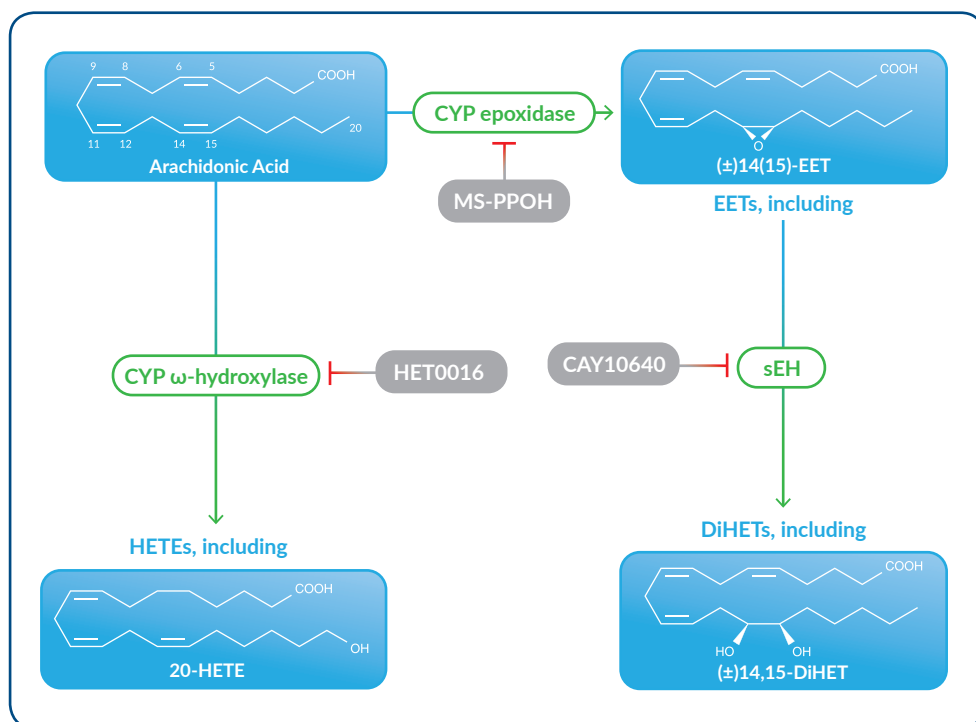 9 8 6 5
COOH
20
11 12 14 15
Arachidonic Acid
CYP epoxidase
MS-PPOH
COOH
O
(±)14(15)-EET
EETs, including
CYP ω-hydroxylase
HET0016
CAY10640
sEH
HETEs, including
COOH
OH
20-HETE
DiHETs, including
COOH
HO OH
(±)14,15-DiHET